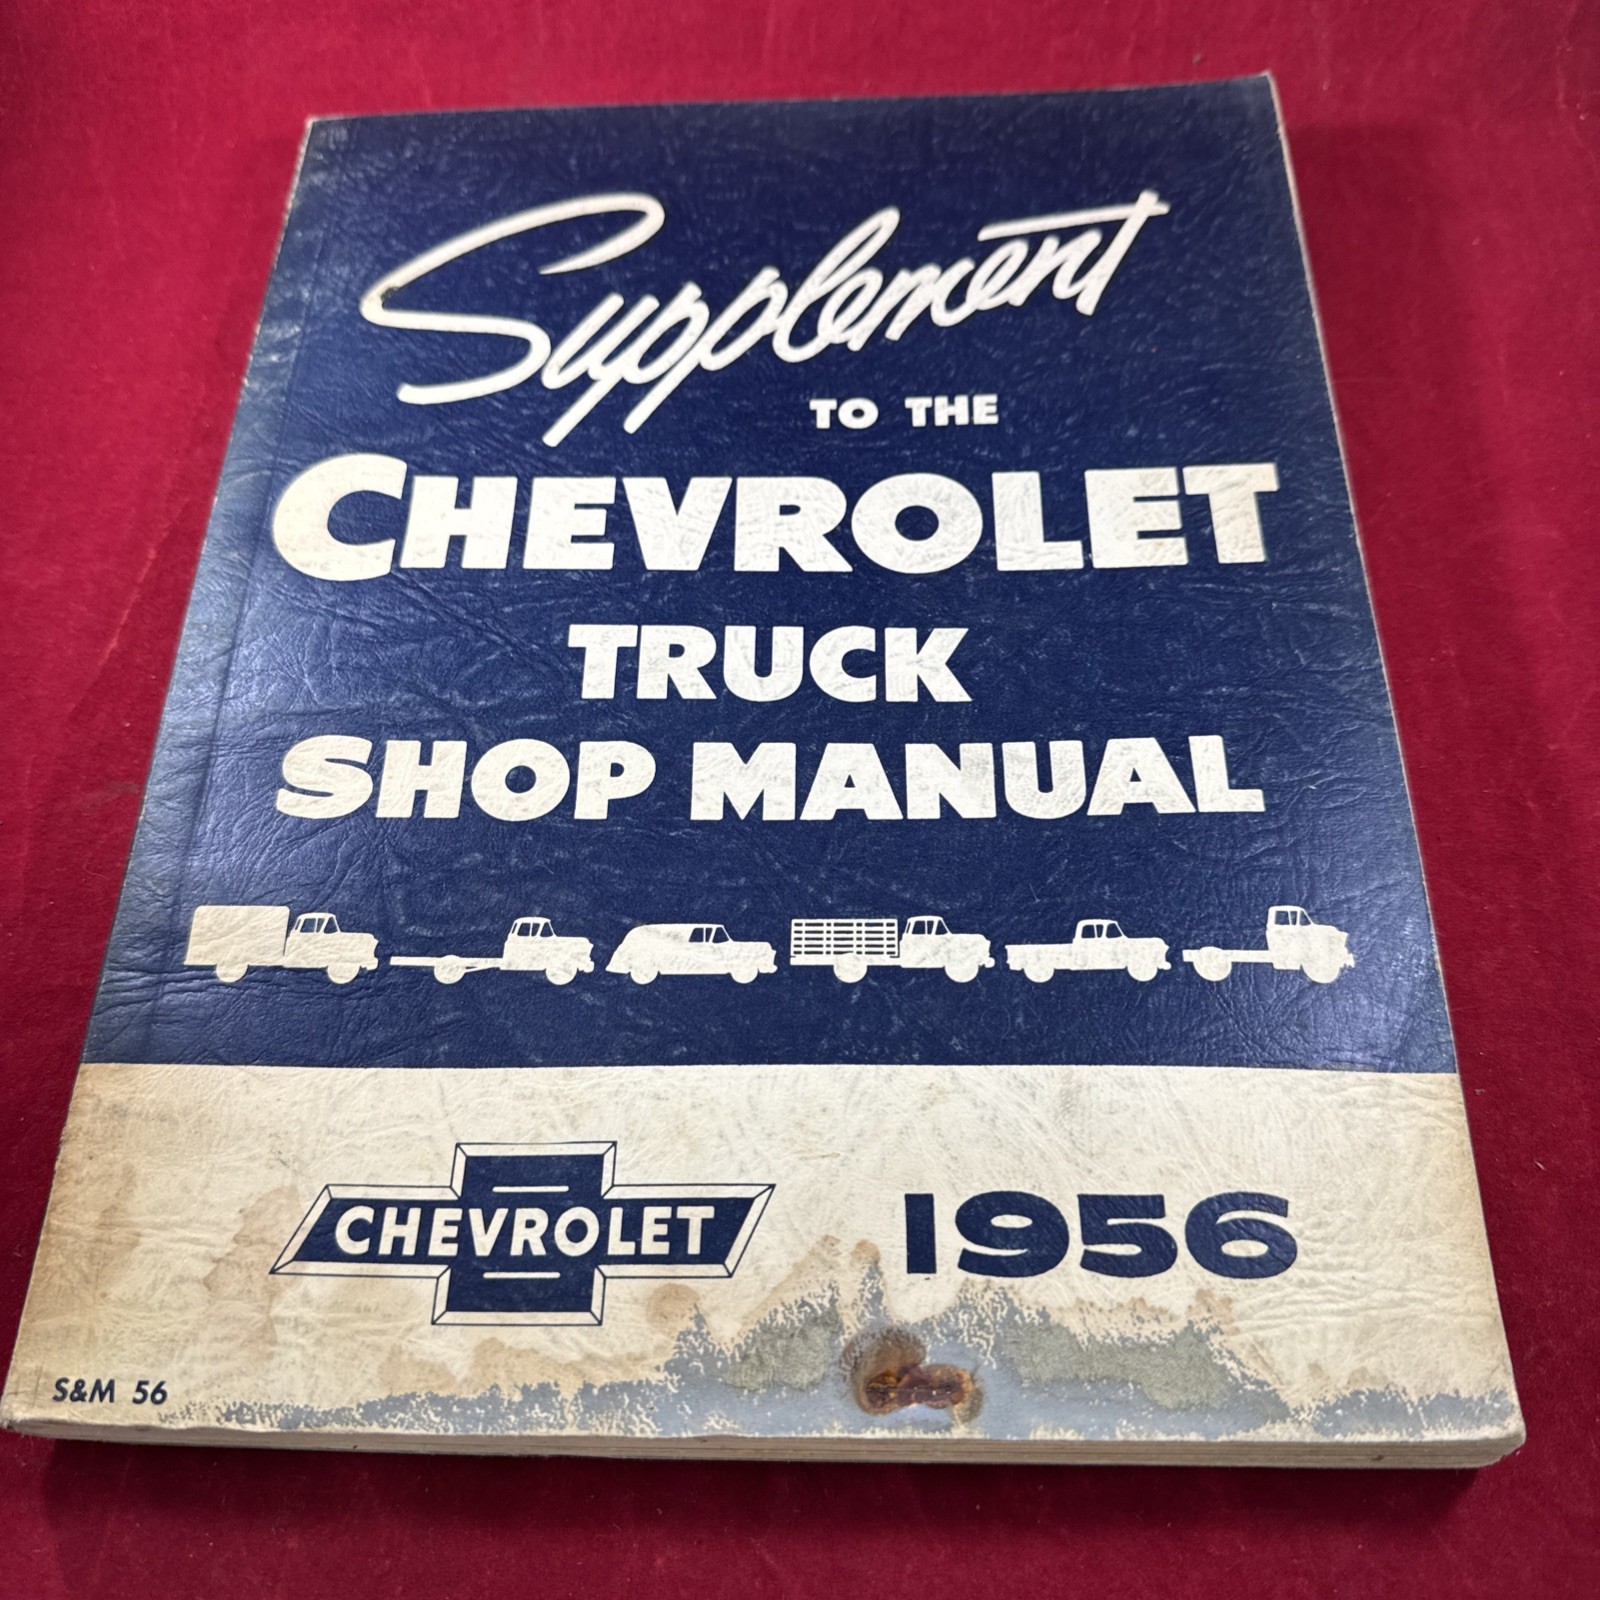 Supplement
TO THE
CHEVROLET
TRUCK
SHOP MANUAL
CHEVROLET
1956
S&M 56